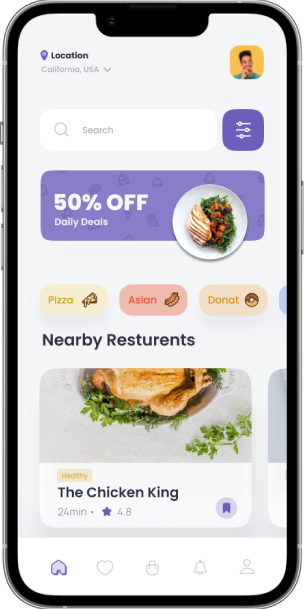 Location
California, USA
Search
50% OFF
Daily Deals
Pizza
Asian
Donat
Nearby Resturents
Healthy
The Chicken King
24min • 4.8